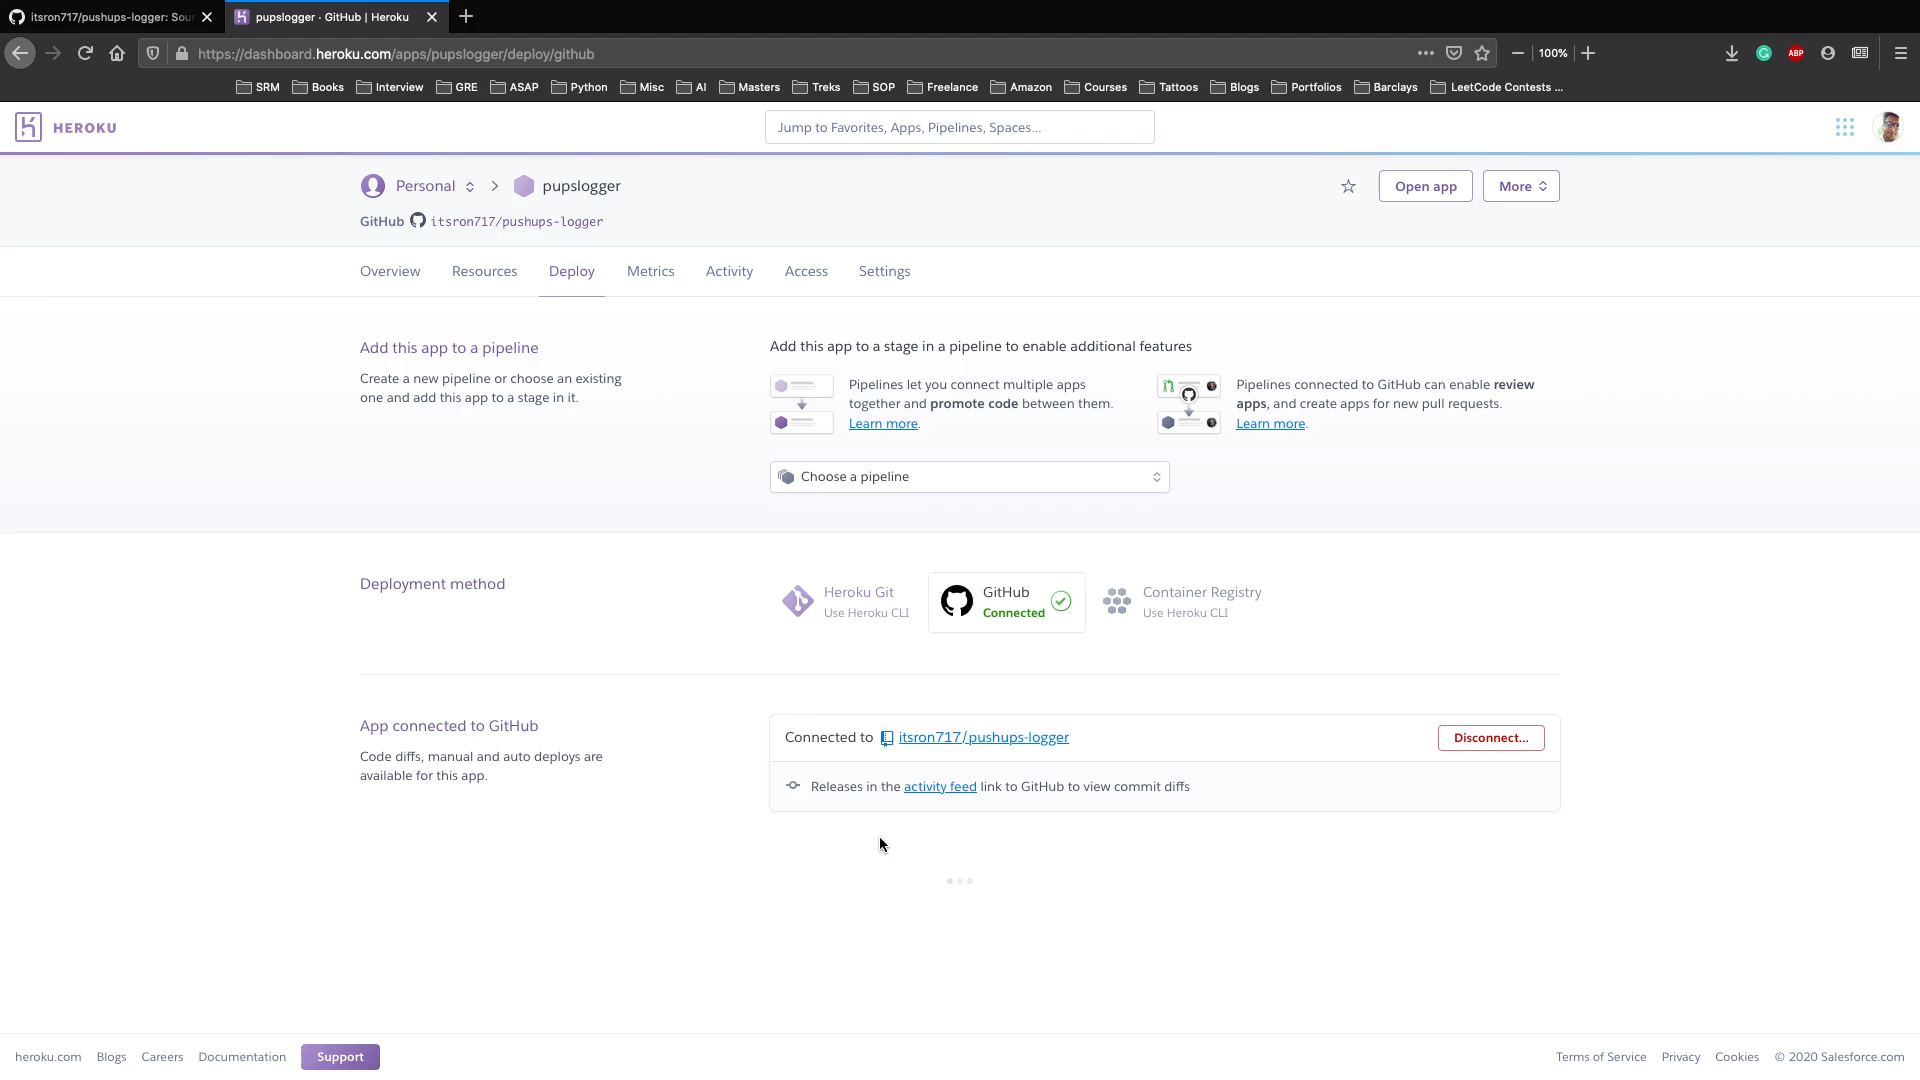 itsron717/pushups-logger: Sou
pupslogger · GitHub | Heroku
https://dashboard.heroku.com/apps/pupslogger/deploy/github
100%
ABP
SRM
Books
Interview
GRE
ASAP
Python
Misc
AI
Masters
Treks
SOP
Freelance
Amazon
Courses
Tattoos
Blogs
Portfolios
Barclays
LeetCode Contests ...
HEROKU
Jump to Favorites, Apps, Pipelines, Spaces...
Personal
pupslogger
Open app
More
GitHub itsron717/pushups-logger
Overview
Resources
Deploy
Metrics
Activity
Access
Settings
Add this app to a pipeline
Create a new pipeline or choose an existing
one and add this app to a stage in it.
Add this app to a stage in a pipeline to enable additional features
Pipelines let you connect multiple apps
together and promote code between them.
Learn more.
Pipelines connected to GitHub can enable review
apps, and create apps for new pull requests.
Learn more.
Choose a pipeline
Deployment method
Heroku Git
Use Heroku CLI
GitHub
Connected
Container Registry
Use Heroku CLI
App connected to GitHub
Code diffs, manual and auto deploys are
available for this app.
Connected to itsron717/pushups-logger
Disconnect...
Releases in the activity feed link to GitHub to view commit diffs
heroku.com
Blogs
Careers
Documentation
Support
Terms of Service
Privacy
Cookies
© 2020 Salesforce.com